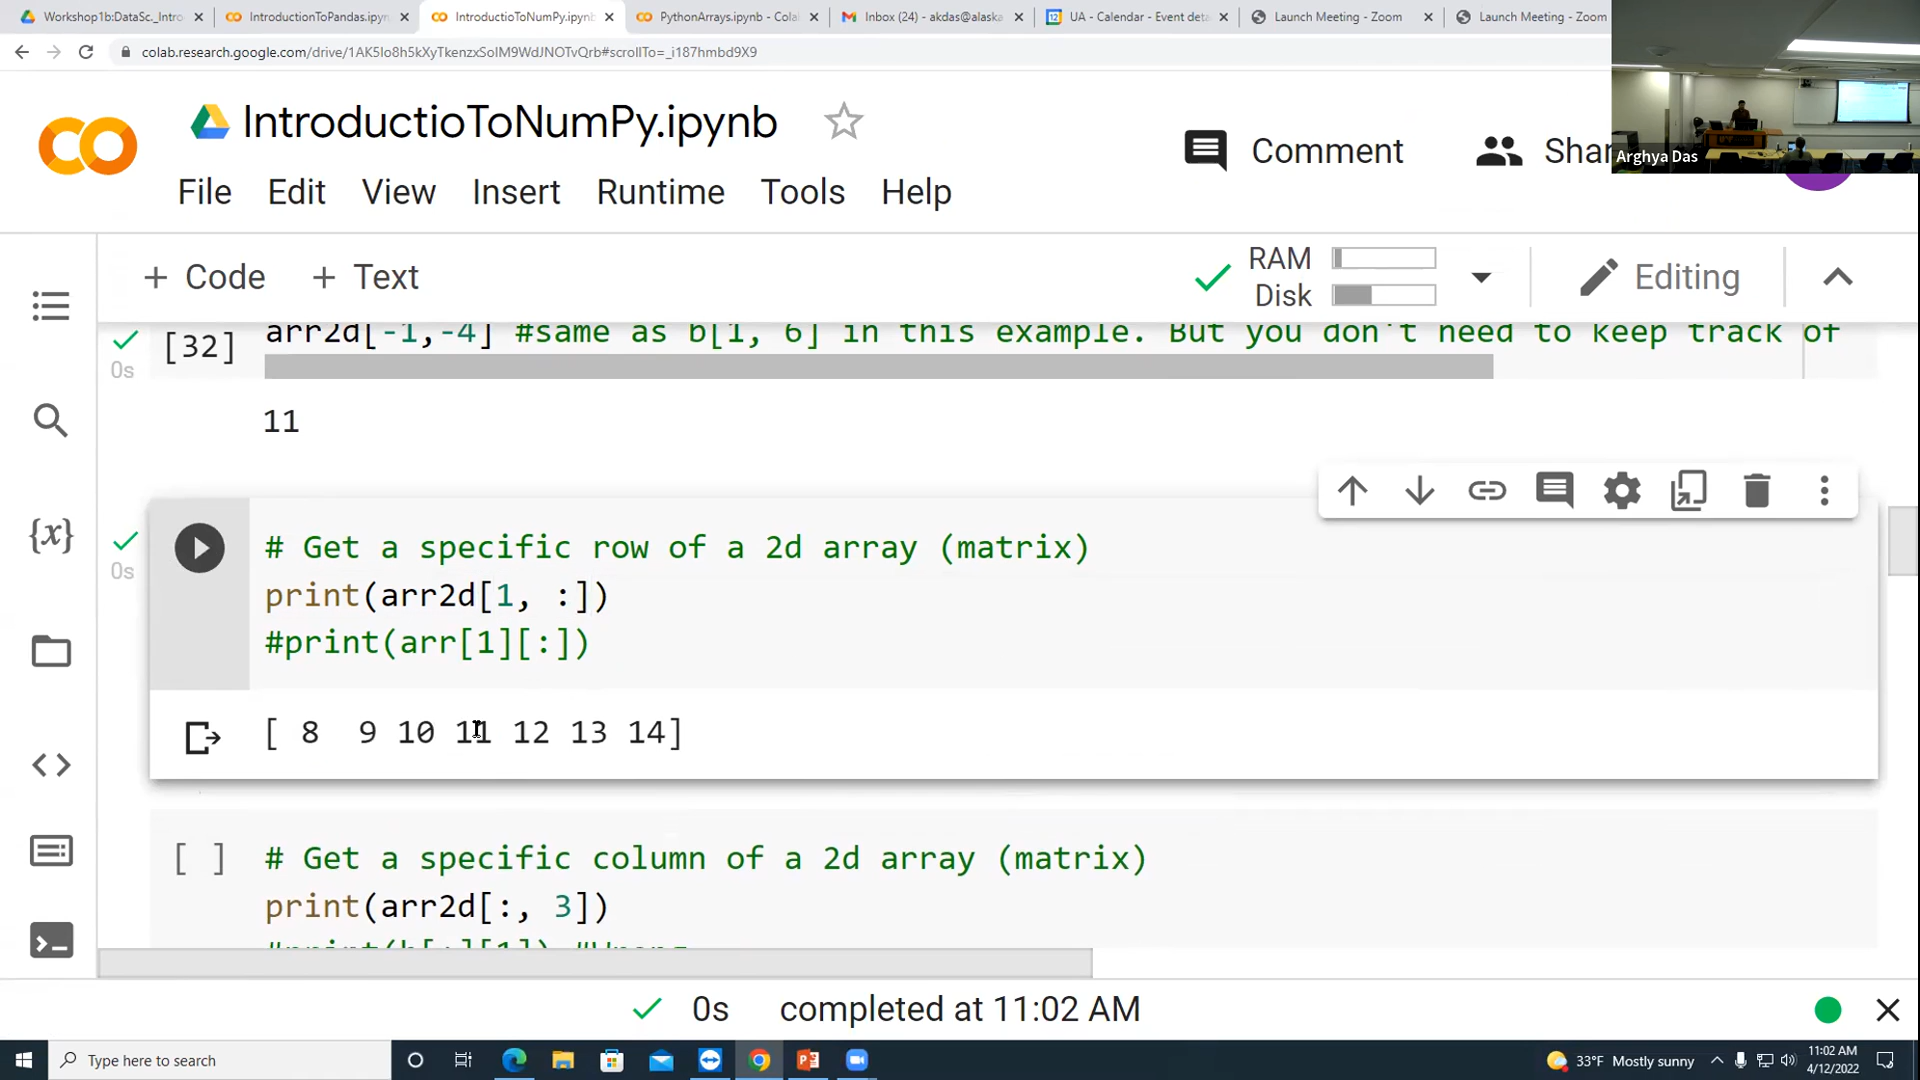 Workshop1b:DataSc._Intro
IntroductionToPandas.ipyn
IntroductioToNumPy.ipynb
PythonArrays.ipynb - Cola
Inbox (24) - akdas@alaska
UA - Calendar - Event deta
Launch Meeting - Zoom
Launch Meeting - Zoom
colab.research.google.com/drive/1AK5Io8h5kXyTkenzxSolM9WdJNOTvQrb#scrollTo=_i187hmbd9X9
Arghya Das
IntroductioToNumPy.ipynb
Comment
Shar
File Edit View Insert Runtime Tools Help
+ Code + Text
RAM
Disk
Editing
[32] arr2d[-1,-4] #same as b[1, 6] in this example. But you don't need to keep track of
0s
11
# Get a specific row of a 2d array (matrix)
0s
print(arr2d[1, :])
#print(arr[1][:])
[ 8 9 10 11 12 13 14]
[ ] # Get a specific column of a 2d array (matrix)
print(arr2d[:, 3])
#print(b[:][1]) #Wrong
{x}
0s completed at 11:02 AM
Type here to search
33°F Mostly sunny
11:02 AM
4/12/2022